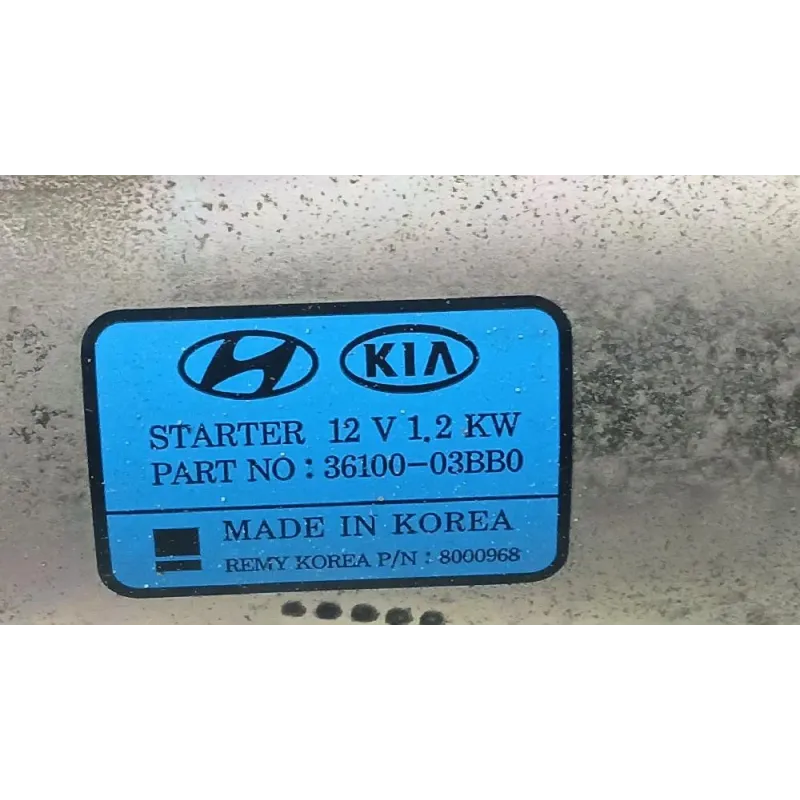 KIA
STARTER 12 V 1.2 KW
PART NO : 36100-03BB0
MADE IN KOREA
REMY KOREA P/N : 8000968